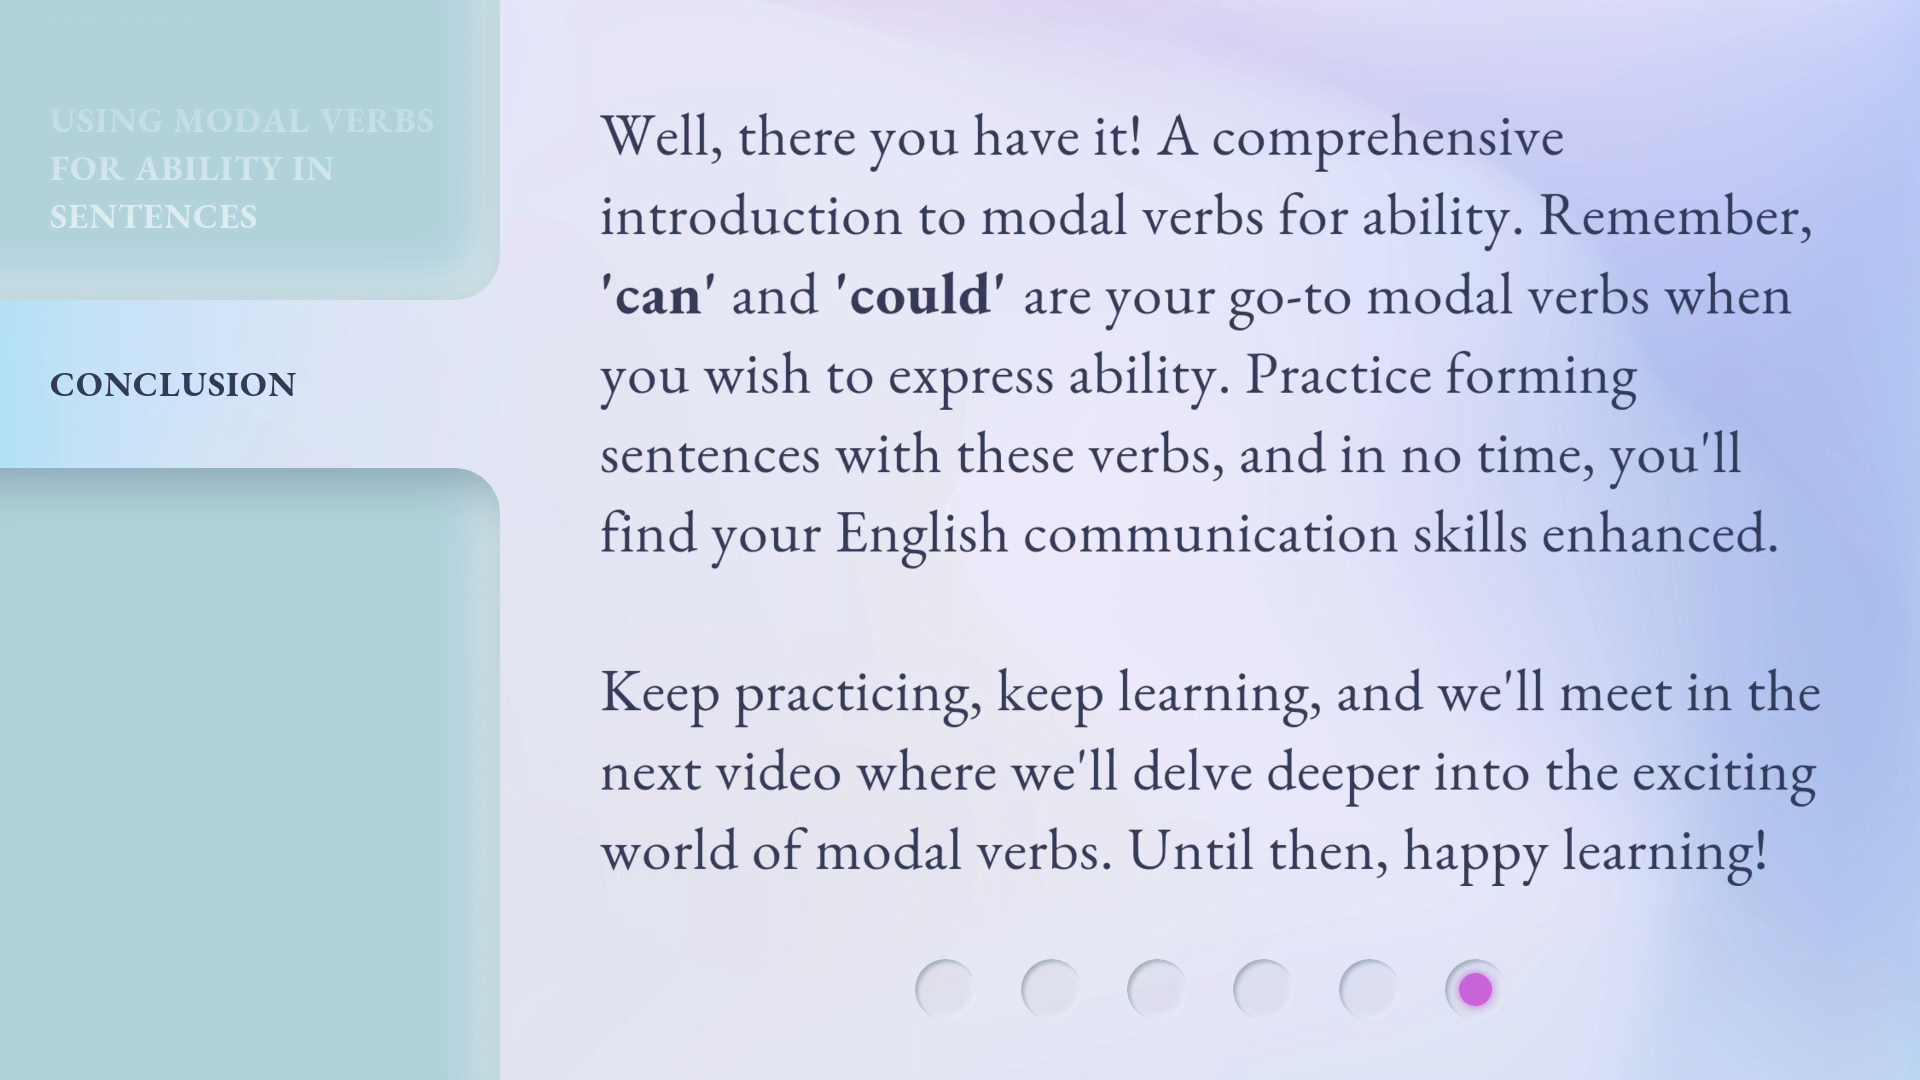 USING MODAL VERBS
FOR ABILITY IN
SENTENCES
CONCLUSION
Well, there you have it! A comprehensive
introduction to modal verbs for ability. Remember,
'can' and 'could' are your go-to modal verbs when
you wish to express ability. Practice forming
sentences with these verbs, and in no time, you'll
find your English communication skills enhanced.
Keep practicing, keep learning, and we'll meet in the
next video where we'll delve deeper into the exciting
world of modal verbs. Until then, happy learning!